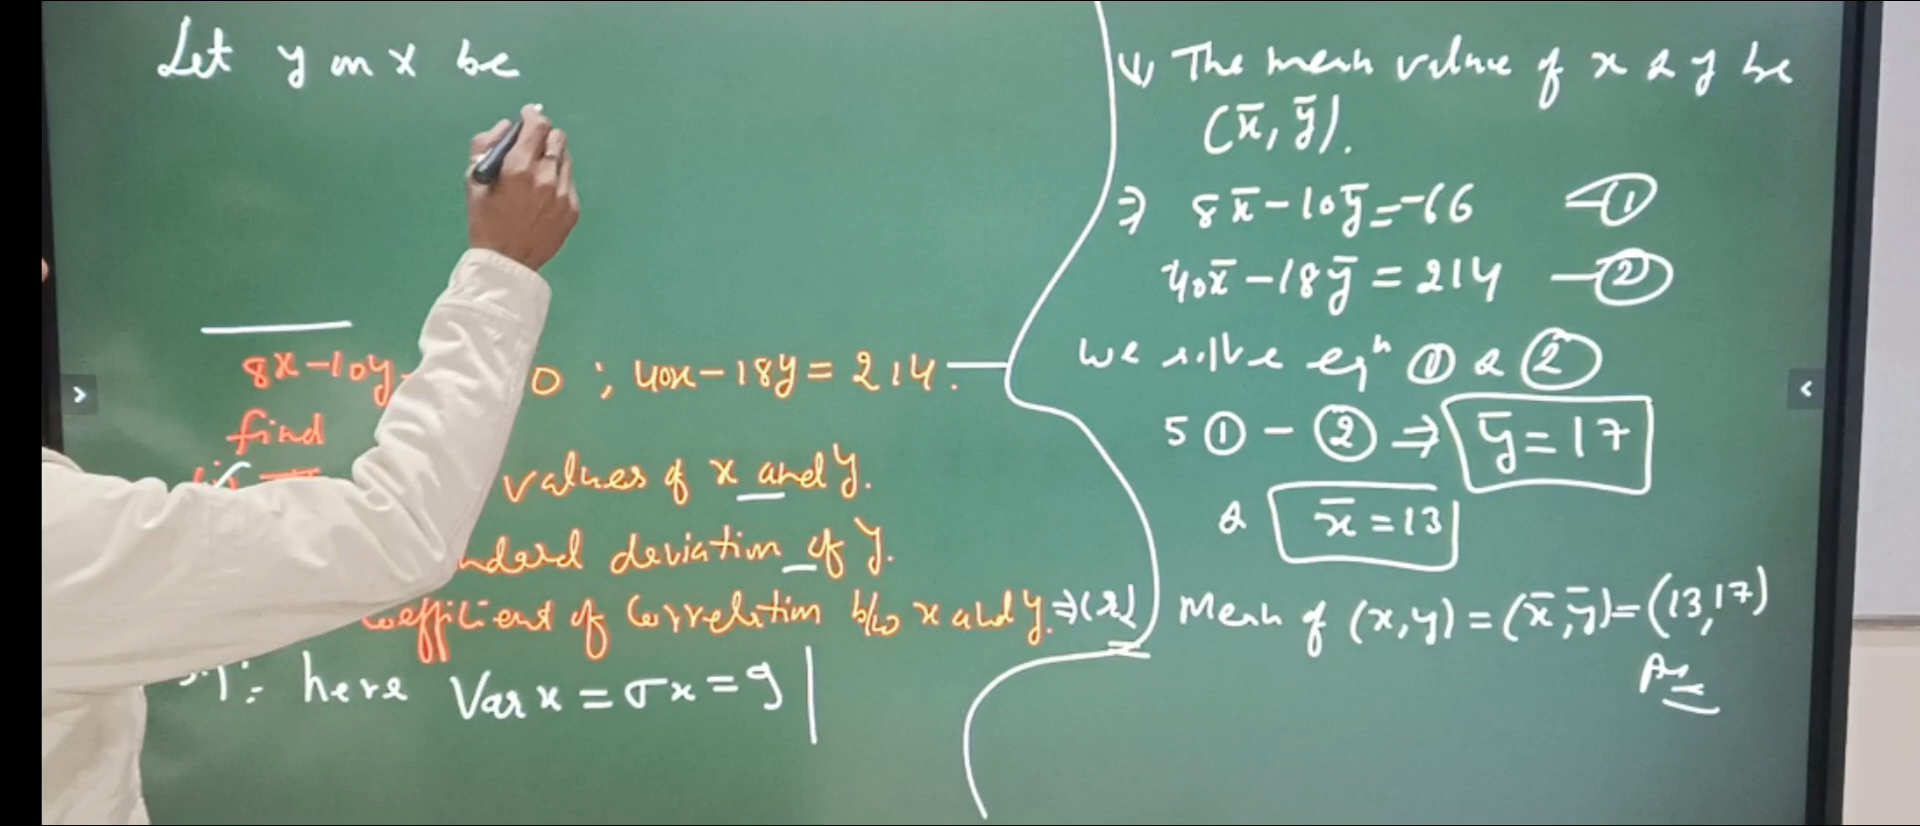 Let y on x be
8x-10y 0 ; 40x-18y = 214.
find
values of x and y.
ndard deviation of y.
coefficient of Correlation b/w x and y. ⇒(r)
here Var x = σx = 9
The mean value of x & y be
(x̄, ȳ).
⇒ 8x̄-10ȳ=-66 —①
40x̄-18ȳ = 214 —②
we solve eqⁿ ① & ②
5 ① - ② ⇒ ȳ=17
& x̄=13
Mean of (x,y) = (x̄,ȳ)=(13,17)
Ans